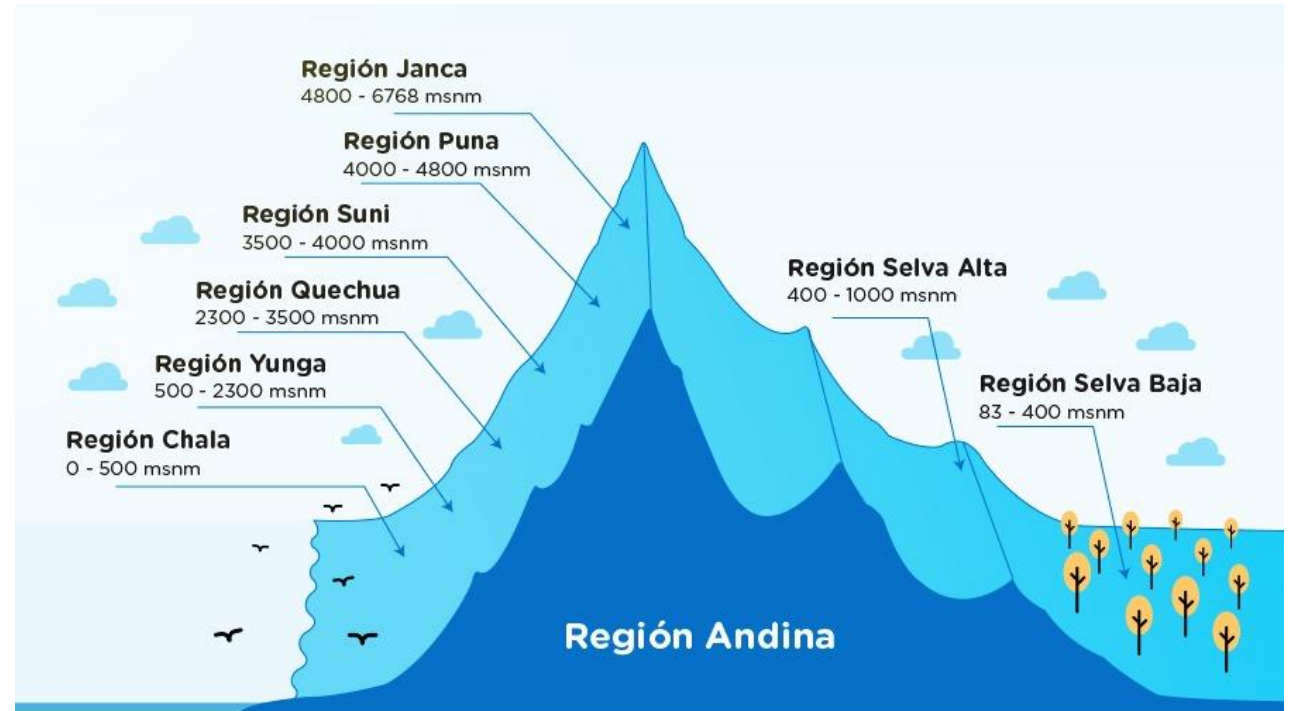 Región Janca
4800 - 6768 msnm
Región Puna
4000 - 4800 msnm
Región Suni
3500 - 4000 msnm
Región Quechua
2300 - 3500 msnm
Región Yunga
500 - 2300 msnm
Región Chala
0 - 500 msnm
Región Selva Alta
400 - 1000 msnm
Región Selva Baja
83 - 400 msnm
Región Andina